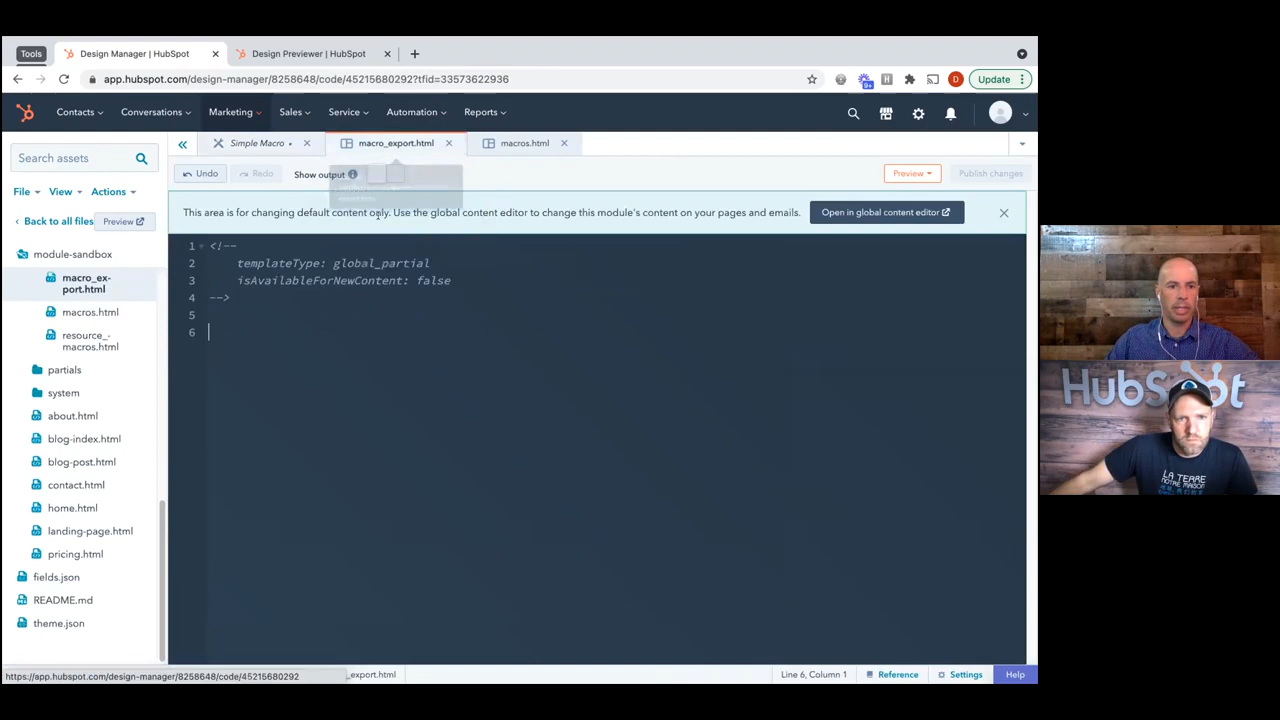 Tools
Design Manager | HubSpot
Design Previewer | HubSpot
app.hubspot.com/design-manager/8258648/code/45215680292?tfid=33573622936
9+
H
D
Update
Contacts
Conversations
Marketing
Sales
Service
Automation
Reports
Search assets
File
View
Actions
Back to all files
Preview
module-sandbox
macro_ex-
port.html
macros.html
resource_-
macros.html
partials
system
about.html
blog-index.html
blog-post.html
contact.html
home.html
landing-page.html
pricing.html
fields.json
README.md
theme.json
Simple Macro
macro_export.html
macros.html
Undo
Redo
Show output
Preview
Publish changes
This area is for changing default content only. Use the global content editor to change this module's content on your pages and emails.
Open in global content editor
1 <!--
2 templateType: global_partial
3 isAvailableForNewContent: false
4 -->
5
6
https://app.hubspot.com/design-manager/8258648/code/45215680292
_export.html
Line 6, Column 1
Reference
Settings
Help
HubSpot
LA TERRE
NOTRE MAISON